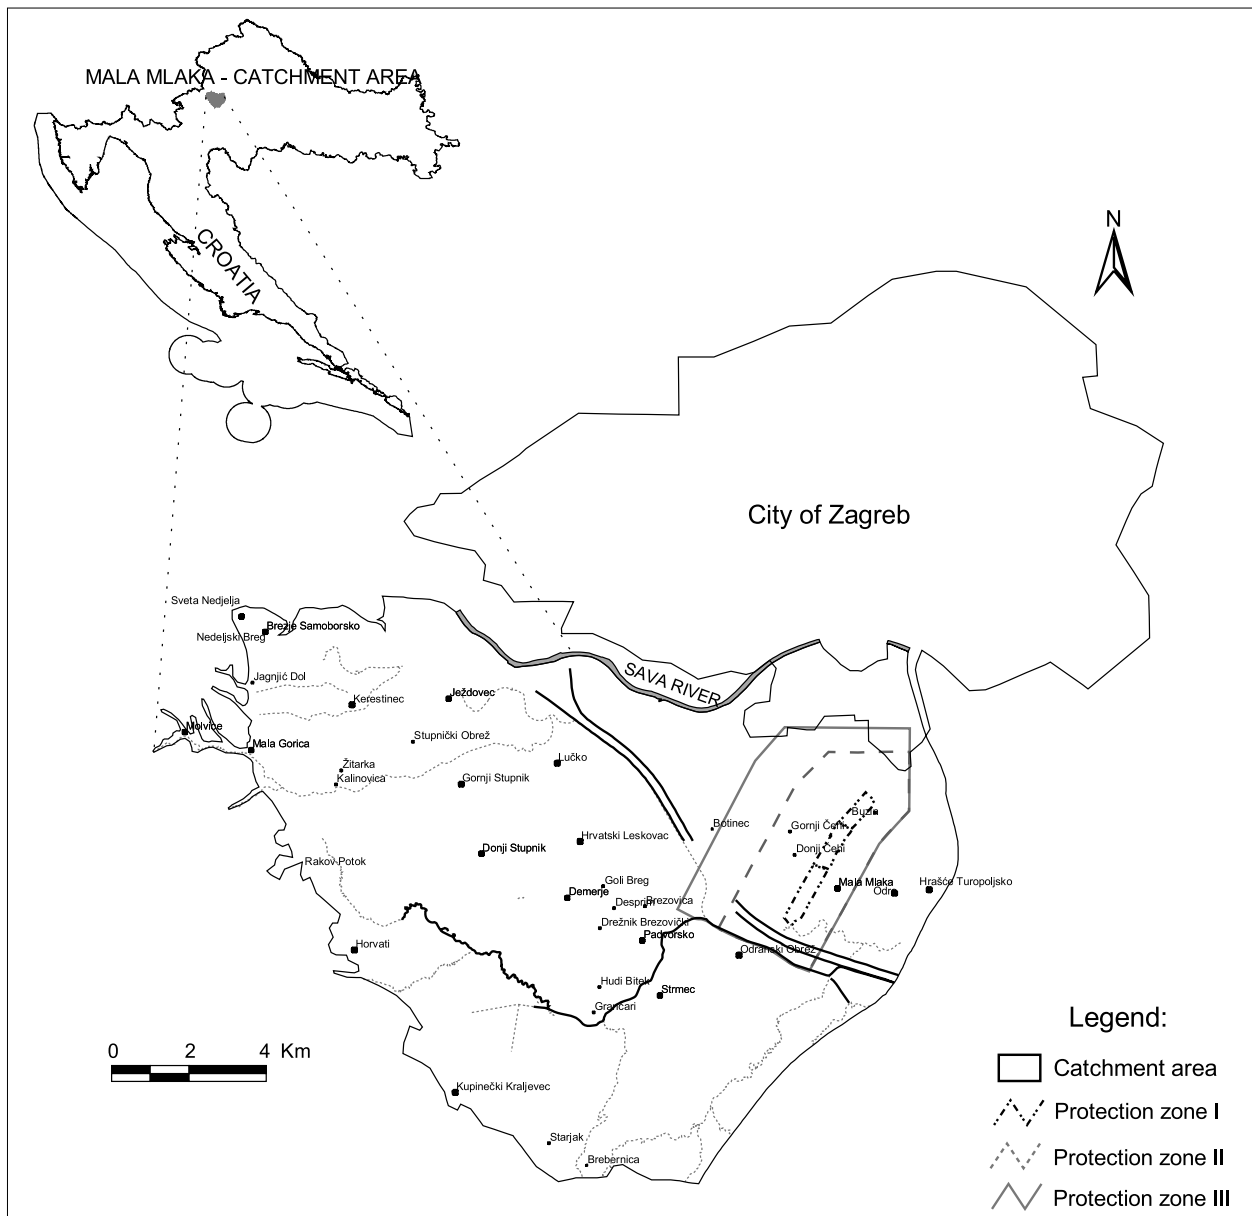 MALA MLAKA - CATCHMENT AREA
CROATIA
N
City of Zagreb
Sveta Nedjelja
Brezje Samoborsko
Nedeljski Breg
SAVA RIVER
Jagnjić Dol
Kerestinec
Ježdovec
Molvice
Mala Gorica
Stupnički Obrež
Lučko
Žitarka
Kalinovica
Gornji Stupnik
Buzin
Botinec
Gornji Čehi
Hrvatski Leskovac
Donji Čehi
Donji Stupnik
Rakov Potok
Goli Breg
Mala Mlaka
Odra
Hrašće Turopoljsko
Demerje
Desprim
Brezovica
Drežnik Brezovički
Padvorsko
Horvati
Odranski Obrež
Hudi Bitek
Strmec
Grančari
Legend:
0 2 4 Km
Catchment area
Kupinečki Kraljevec
Protection zone I
Starjak
Brebernica
Protection zone II
Protection zone III